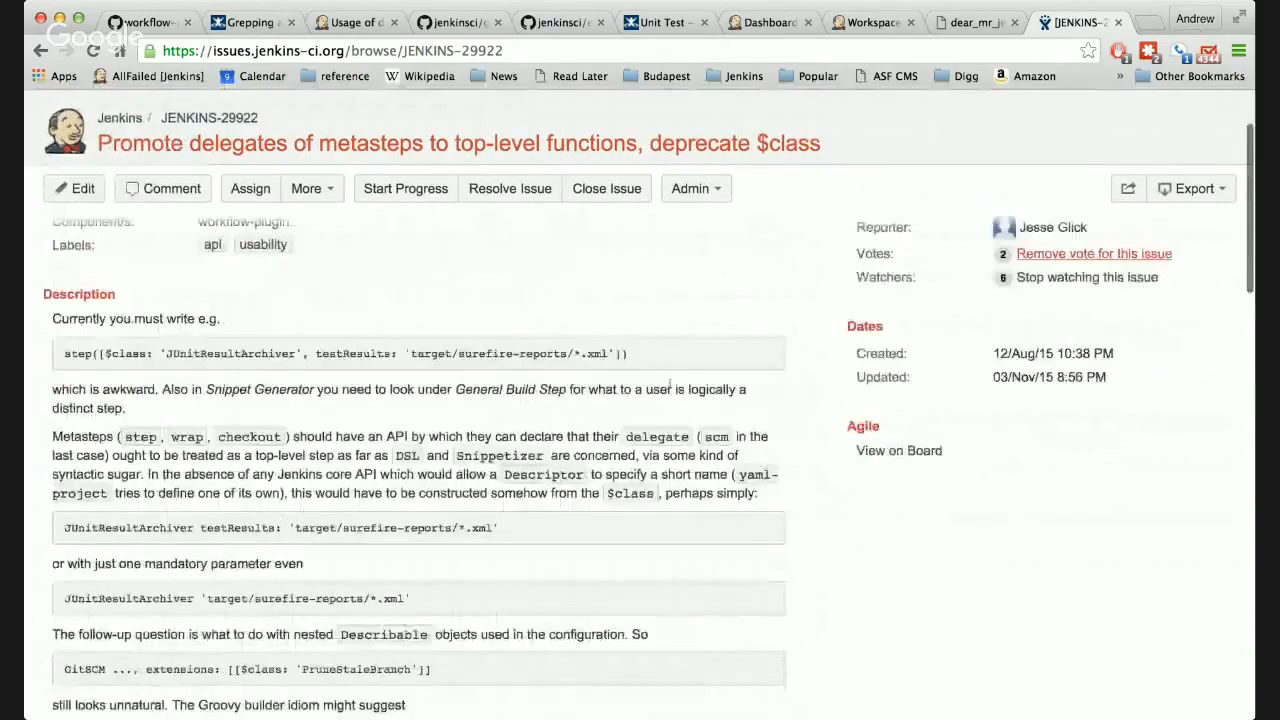 workflow-
Grepping
Usage of d
jenkinsci/c
jenkinsci/e
Unit Test –
Dashboard
Workspace
dear_mr_je
[JENKINS-2
Andrew
Google
https://issues.jenkins-ci.org/browse/JENKINS-29922
1
2
1
4344
Apps
AllFailed [Jenkins]
9
Calendar
reference
W Wikipedia
News
Read Later
Budapest
Jenkins
Popular
ASF CMS
Digg
a Amazon
»
Other Bookmarks
Jenkins / JENKINS-29922
Promote delegates of metasteps to top-level functions, deprecate $class
Edit
Comment
Assign
More
Start Progress
Resolve Issue
Close Issue
Admin
Export
Component/s: workflow-plugin
Labels: api usability
Reporter: Jesse Glick
Votes: 2 Remove vote for this issue
Watchers: 6 Stop watching this issue
Description
Currently you must write e.g.
step([$class: 'JUnitResultArchiver', testResults: 'target/surefire-reports/*.xml'])
which is awkward. Also in Snippet Generator you need to look under General Build Step for what to a user is logically a
distinct step.
Metasteps ( step , wrap , checkout ) should have an API by which they can declare that their delegate ( scm in the
last case) ought to be treated as a top-level step as far as DSL and Snippetizer are concerned, via some kind of
syntactic sugar. In the absence of any Jenkins core API which would allow a Descriptor to specify a short name ( yaml-
project tries to define one of its own), this would have to be constructed somehow from the $class , perhaps simply:
JUnitResultArchiver testResults: 'target/surefire-reports/*.xml'
or with just one mandatory parameter even
JUnitResultArchiver 'target/surefire-reports/*.xml'
The follow-up question is what to do with nested Describable objects used in the configuration. So
GitSCM ..., extensions: [[$class: 'PruneStaleBranch']]
still looks unnatural. The Groovy builder idiom might suggest
Dates
Created: 12/Aug/15 10:38 PM
Updated: 03/Nov/15 8:56 PM
Agile
View on Board